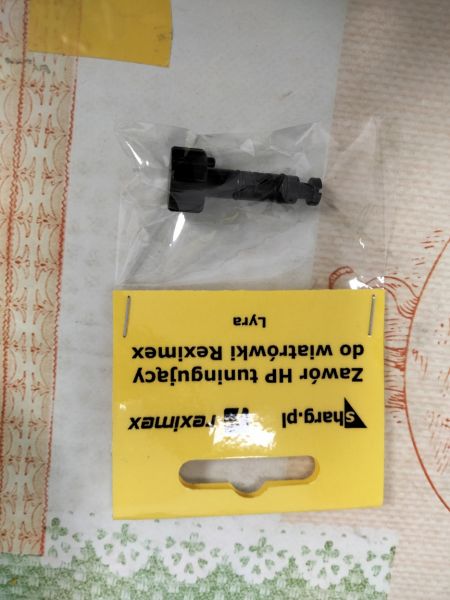 sharg.pl reximex
Zawór HP tuningujący
do wiatrówki Reximex
Lyra